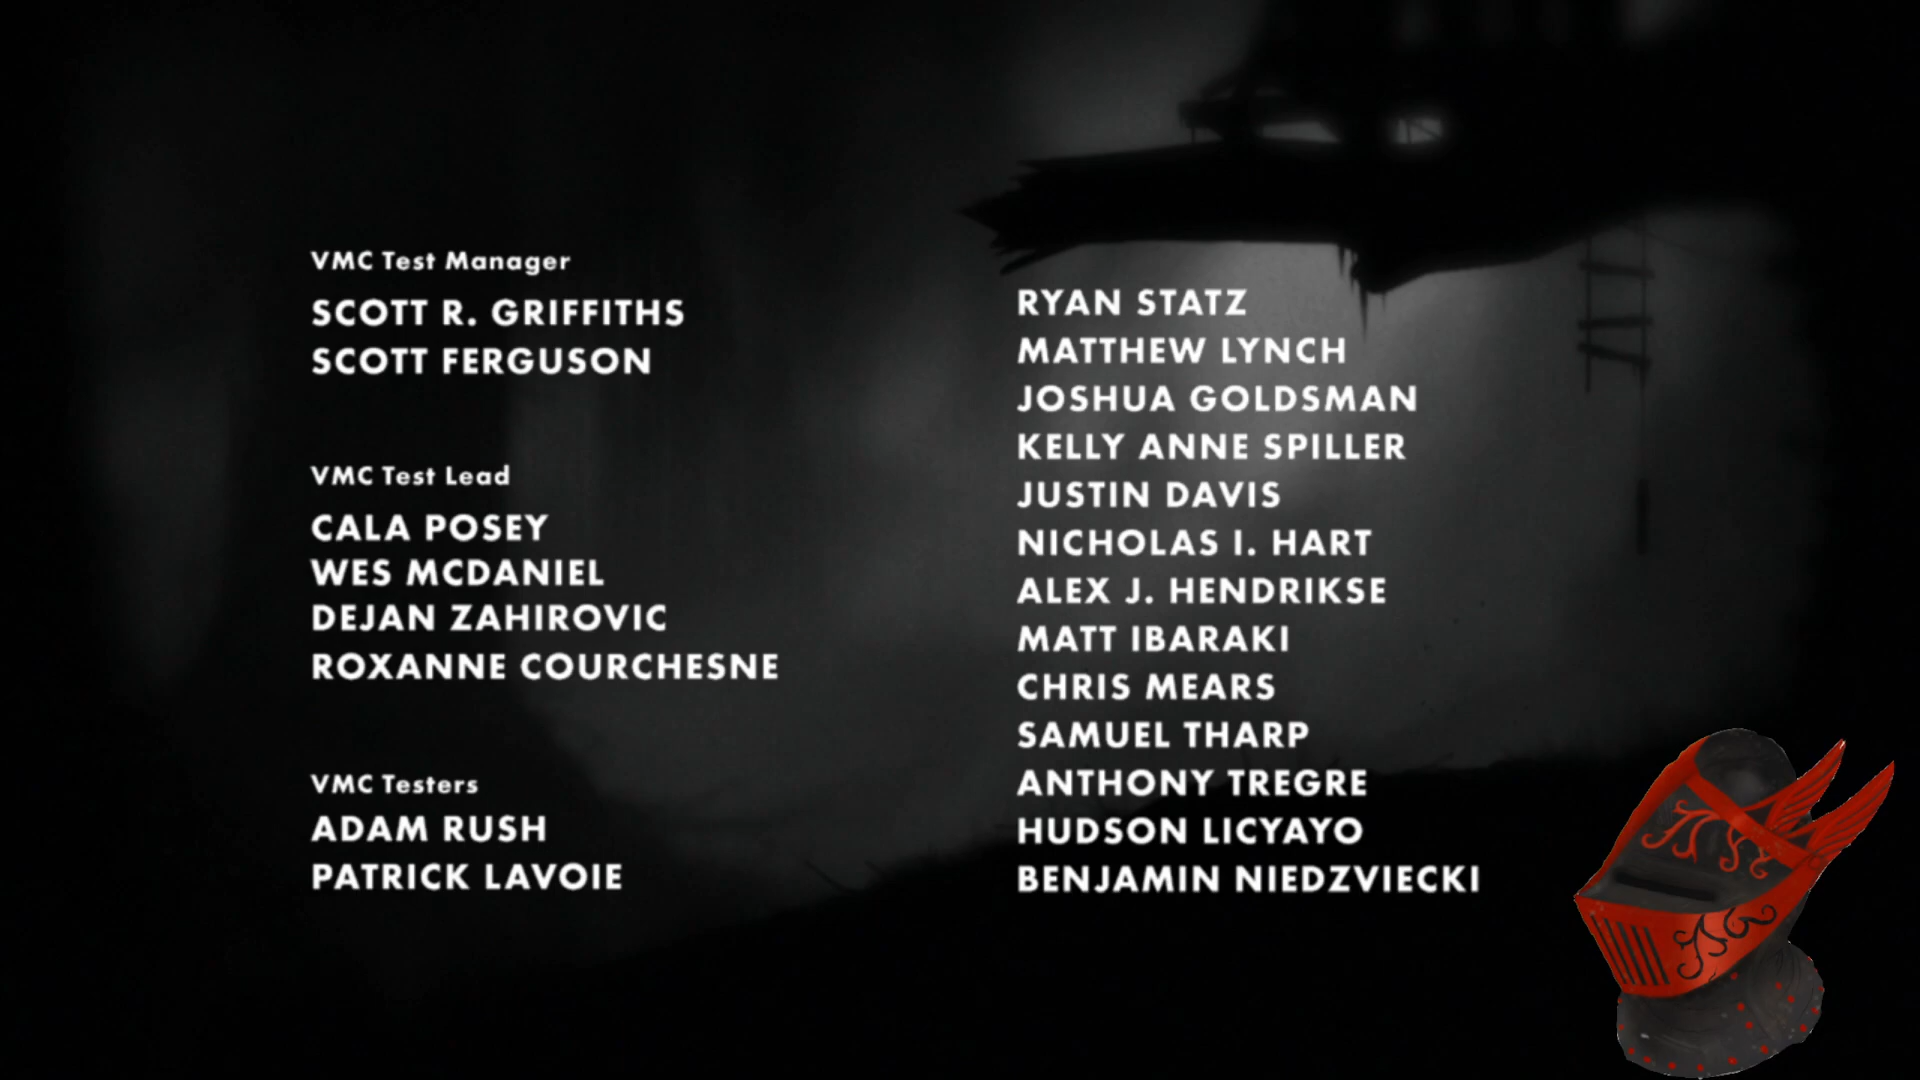 VMC Test Manager
SCOTT R. GRIFFITHS
SCOTT FERGUSON
VMC Test Lead
CALA POSEY
WES MCDANIEL
DEJAN ZAHIROVIC
ROXANNE COURCHESNE
VMC Testers
ADAM RUSH
PATRICK LAVOIE
RYAN STATZ
MATTHEW LYNCH
JOSHUA GOLDSMAN
KELLY ANNE SPILLER
JUSTIN DAVIS
NICHOLAS I. HART
ALEX J. HENDRIKSE
MATT IBARAKI
CHRIS MEARS
SAMUEL THARP
ANTHONY TREGRE
HUDSON LICYAYO
BENJAMIN NIEDZVIECKI